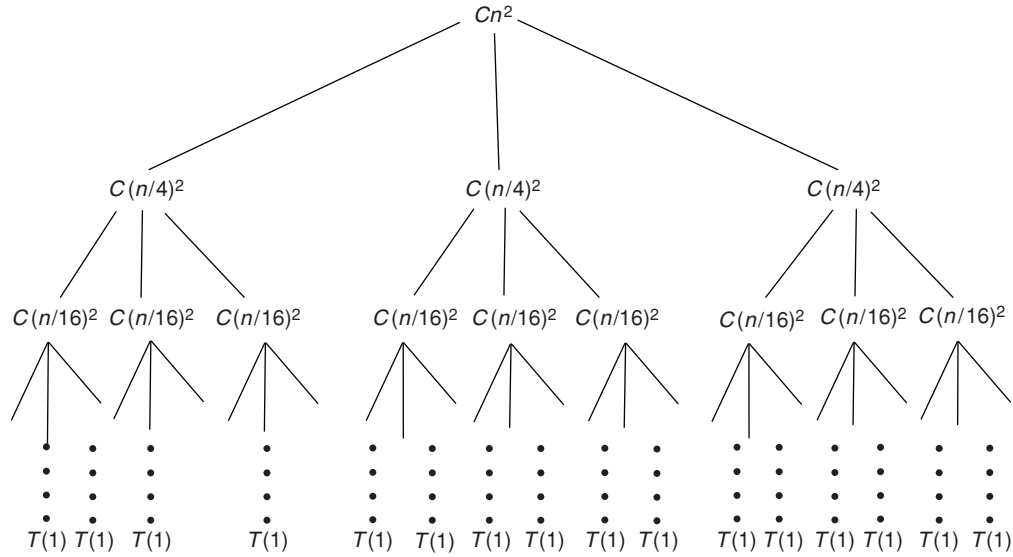 Cn²
C(n/4)² C(n/4)² C(n/4)²
C(n/16)² C(n/16)² C(n/16)² C(n/16)² C(n/16)² C(n/16)² C(n/16)² C(n/16)² C(n/16)²
T(1) T(1) T(1) T(1) T(1) T(1) T(1) T(1) T(1) T(1) T(1) T(1) T(1) T(1) T(1) T(1)